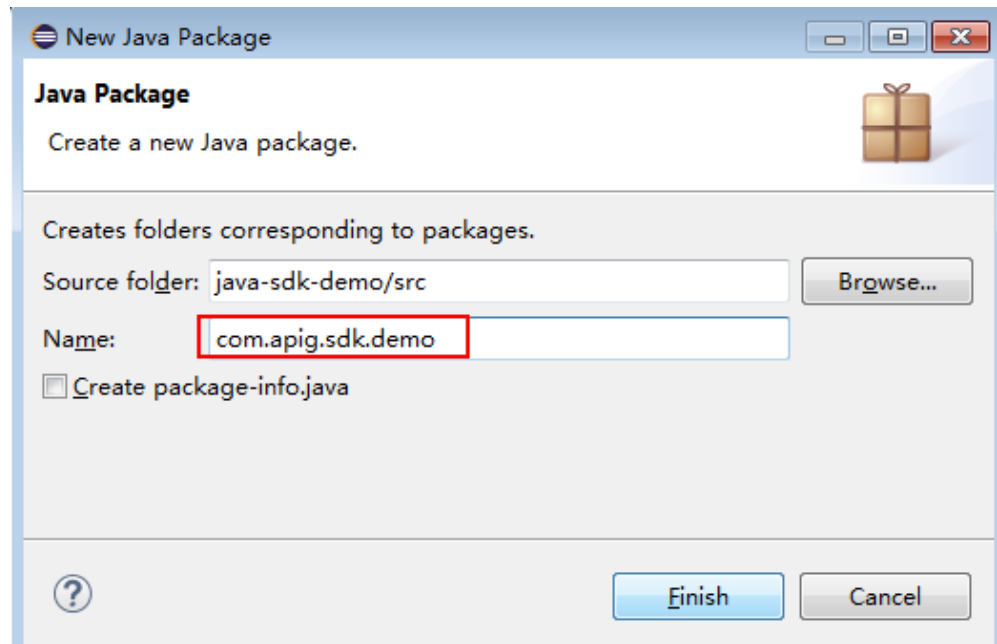 New Java Package
Java Package
Create a new Java package.
Creates folders corresponding to packages.
Source folder: java-sdk-demo/src Browse...
Name: com.apig.sdk.demo
Create package-info.java
? Finish Cancel